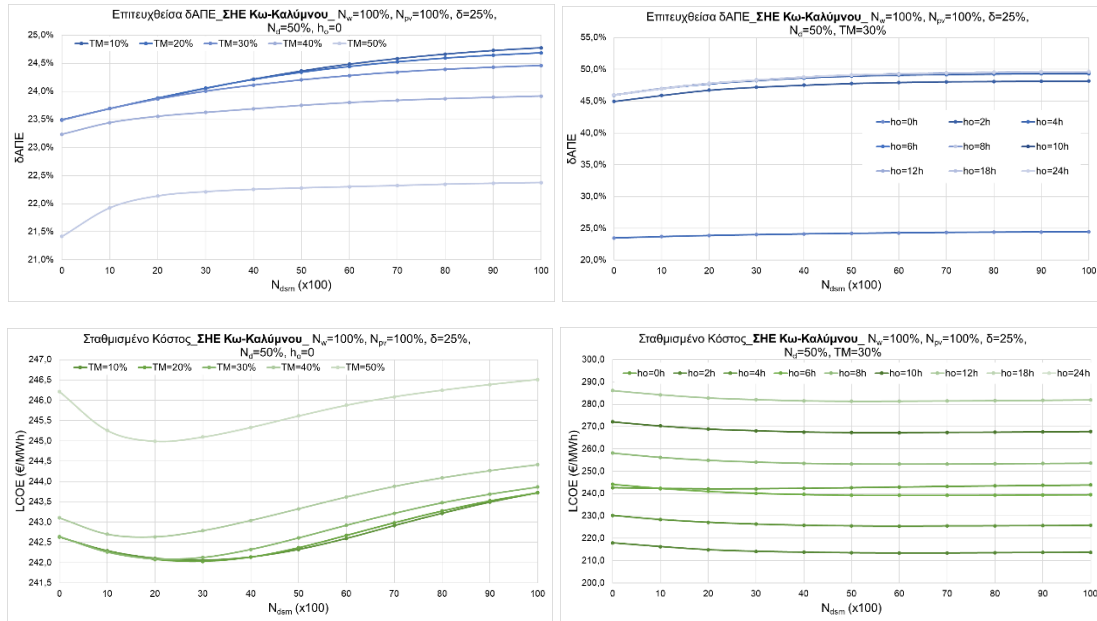 Επιτευχθείσα δΑΠΕ_ΣΗΕ Κω-Καλύμνου_ Nw=100%, Npv=100%, δ=25%,
Nd=50%, ho=0
TM=10% TM=20% TM=30% TM=40% TM=50%
25,0%
24,5%
24,0%
23,5%
23,0%
22,5%
22,0%
21,5%
21,0%
δΑΠΕ
0 10 20 30 40 50 60 70 80 90 100
Ndsm (x100)
Επιτευχθείσα δΑΠΕ_ΣΗΕ Κω-Καλύμνου_ Nw=100%, Npv=100%, δ=25%,
Nd=50%, TM=30%
55,0%
50,0%
45,0%
40,0%
35,0%
30,0%
25,0%
20,0%
δΑΠΕ
ho=0h ho=2h ho=4h
ho=6h ho=8h ho=10h
ho=12h ho=18h ho=24h
0 10 20 30 40 50 60 70 80 90 100
Ndsm (x100)
Σταθμισμένο Κόστος_ΣΗΕ Κω-Καλύμνου_ Nw=100%, Npv=100%, δ=25%,
Nd=50%, ho=0
TM=10% TM=20% TM=30% TM=40% TM=50%
247,0
246,5
246,0
245,5
245,0
244,5
244,0
243,5
243,0
242,5
242,0
241,5
LCOE (€/MWh)
0 10 20 30 40 50 60 70 80 90 100
Ndsm (x100)
Σταθμισμένο Κόστος_ΣΗΕ Κω-Καλύμνου_ Nw=100%, Npv=100%, δ=25%,
Nd=50%, TM=30%
ho=0h ho=2h ho=4h ho=6h ho=8h ho=10h ho=12h ho=18h ho=24h
300,0
290,0
280,0
270,0
260,0
250,0
240,0
230,0
220,0
210,0
200,0
LCOE (€/MWh)
0 10 20 30 40 50 60 70 80 90 100
Ndsm (x100)